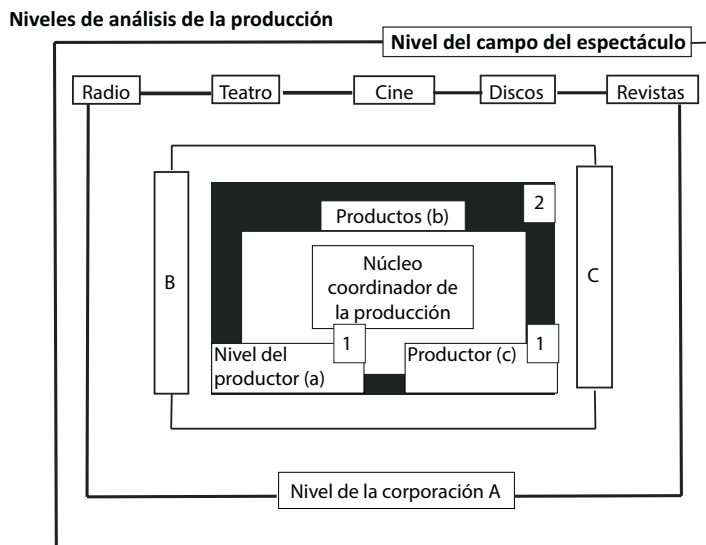 Niveles de análisis de la producción
Nivel del campo del espectáculo
Radio
Teatro
Cine
Discos
Revistas
2
Productos (b)
B
C
Núcleo
coordinador de
la producción
1
1
Nivel del
productor (a)
Productor (c)
Nivel de la corporación A